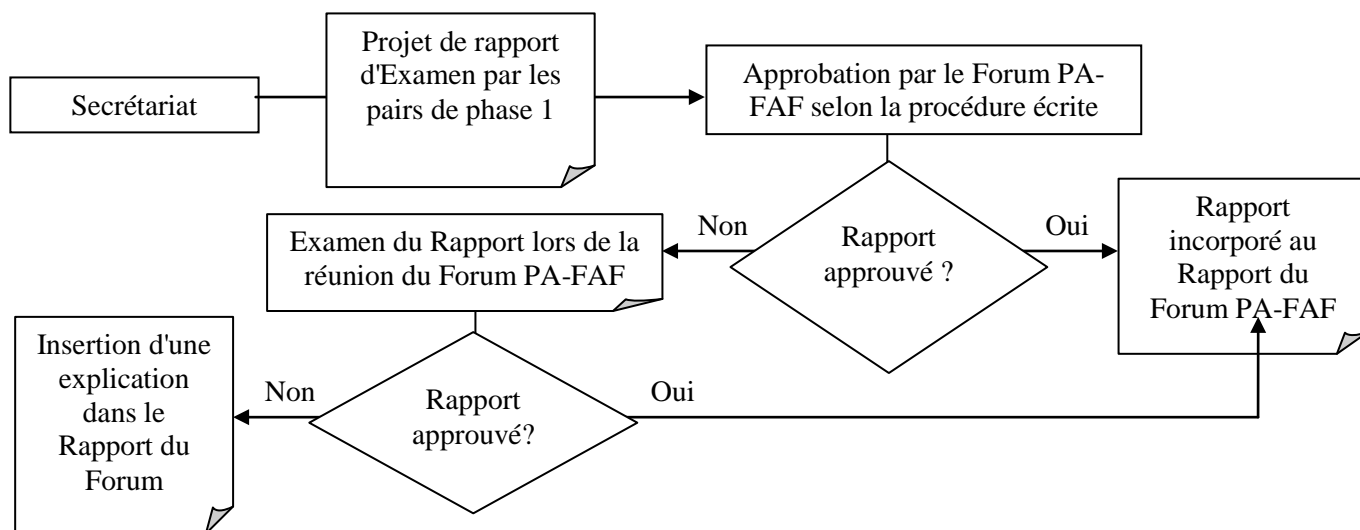 Secrétariat
Projet de rapport
d'Examen par les
pairs de phase 1
Approbation par le Forum PA-
FAF selon la procédure écrite
Rapport
approuvé ?
Oui
Rapport
incorporé au
Rapport du
Forum PA-FAF
Non
Examen du Rapport lors de la
réunion du Forum PA-FAF
Rapport
approuvé?
Oui
Non
Insertion d'une
explication
dans le
Rapport du
Forum